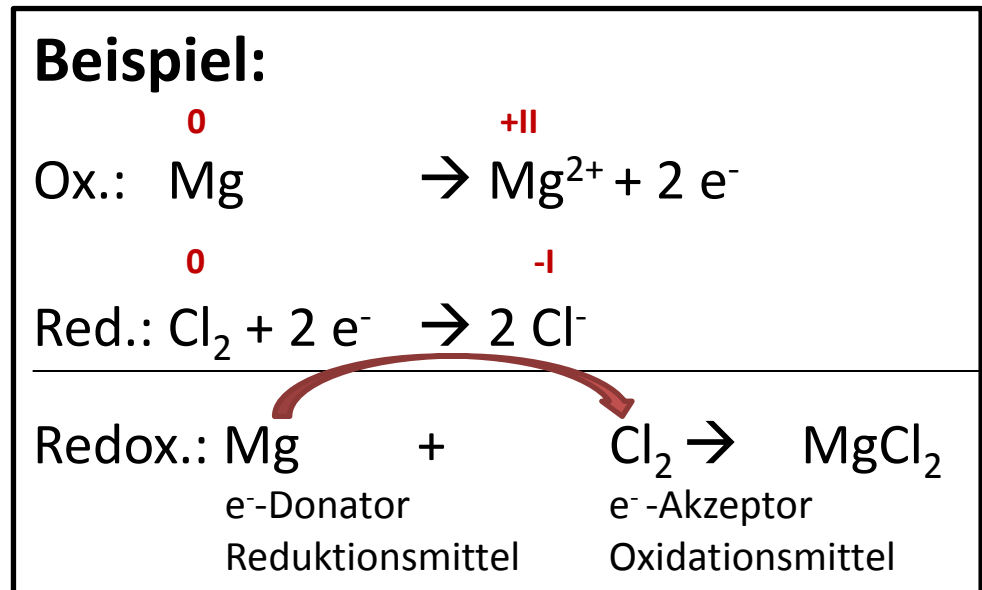 Beispiel:
0 +II
Ox.: Mg → Mg²⁺ + 2 e⁻
0 -I
Red.: Cl₂ + 2 e⁻ → 2 Cl⁻
Redox.: Mg + Cl₂ → MgCl₂
e⁻-Donator e⁻ -Akzeptor
Reduktionsmittel Oxidationsmittel